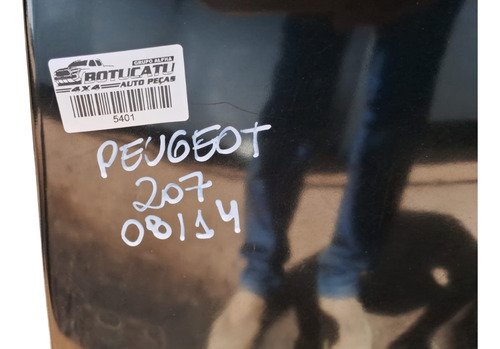 GRUPO ALPHA
BOTUCATU
4X4 AUTO PEÇAS
5401
PEUGEOT
207
08/14